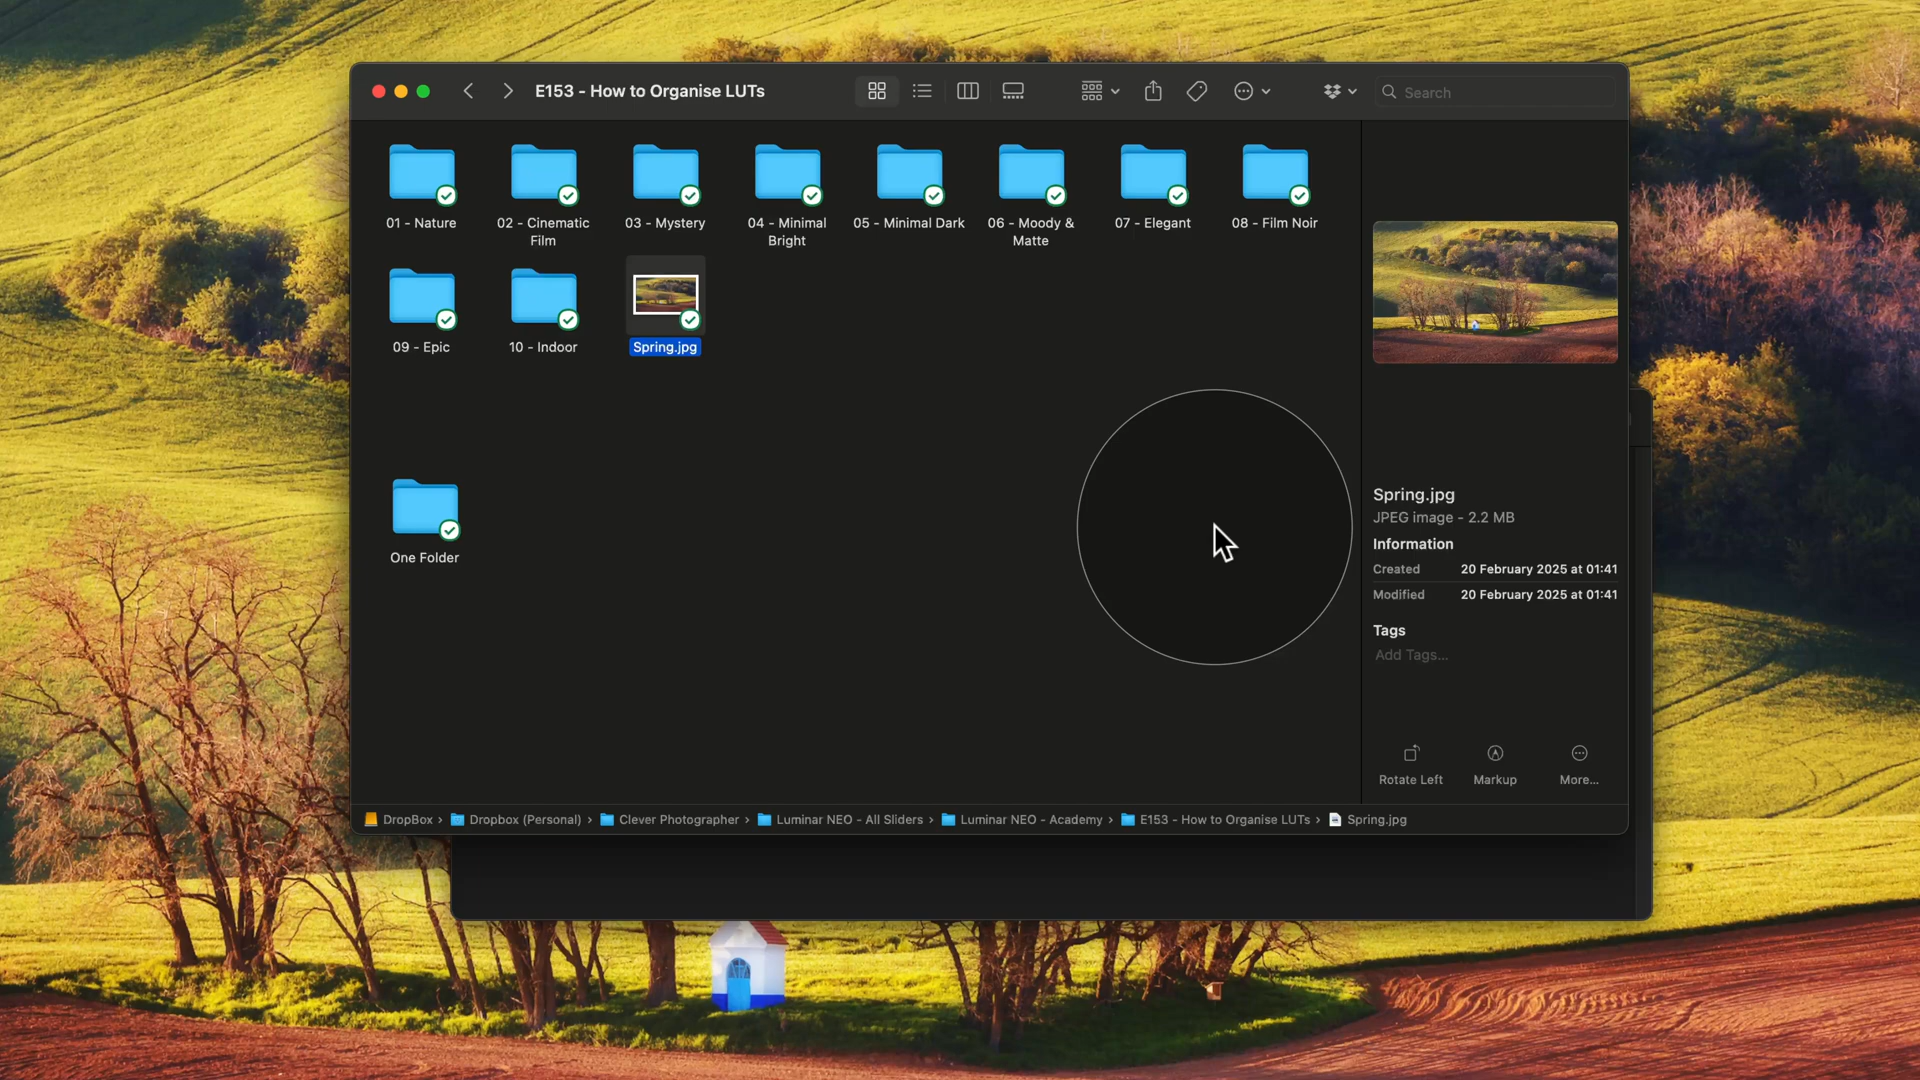 E153 - How to Organise LUTs
Search
01 - Nature
02 - Cinematic
Film
03 - Mystery
04 - Minimal
Bright
05 - Minimal Dark
06 - Moody &
Matte
07 - Elegant
08 - Film Noir
09 - Epic
10 - Indoor
Spring.jpg
One Folder
Spring.jpg
JPEG image - 2.2 MB
Information
Created 20 February 2025 at 01:41
Modified 20 February 2025 at 01:41
Tags
Add Tags...
Rotate Left Markup More...
DropBox › Dropbox (Personal) › Clever Photographer › Luminar NEO - All Sliders › Luminar NEO - Academy › E153 - How to Organise LUTs › Spring.jpg